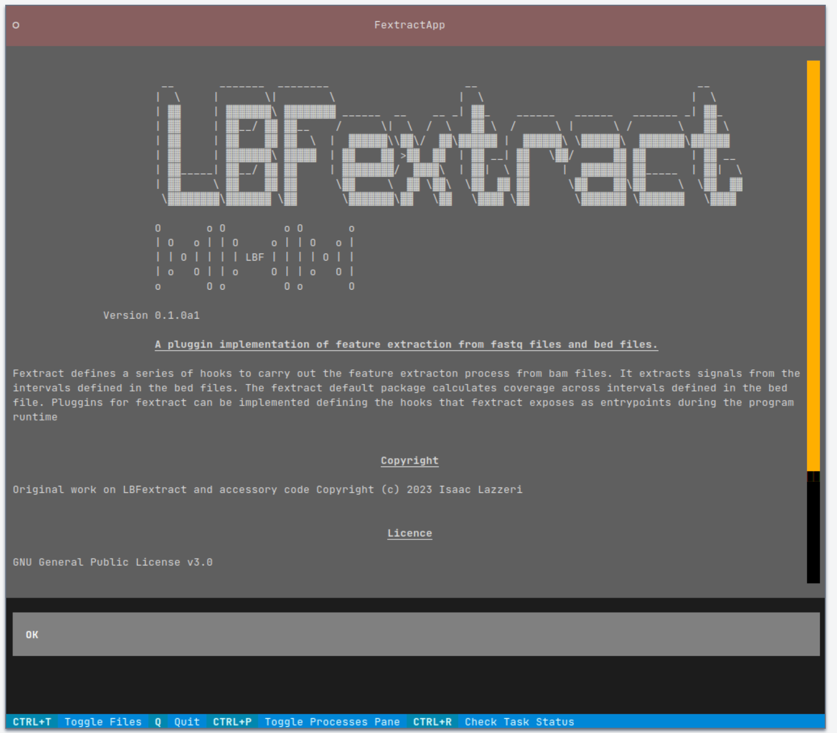 FextractApp
LBFextract
LBF
Version 0.1.0a1
A pluggin implementation of feature extraction from fastq files and bed files.
Fextract defines a series of hooks to carry out the feature extracton process from bam files. It extracts signals from the
intervals defined in the bed files. The fextract default package calculates coverage across intervals defined in the bed
file. Pluggins for fextract can be implemented defining the hooks that fextract exposes as entrypoints during the program
runtime
Copyright
Original work on LBFextract and accessory code Copyright (c) 2023 Isaac Lazzeri
Licence
GNU General Public License v3.0
OK
CTRL+T Toggle Files Q Quit CTRL+P Toggle Processes Pane CTRL+R Check Task Status